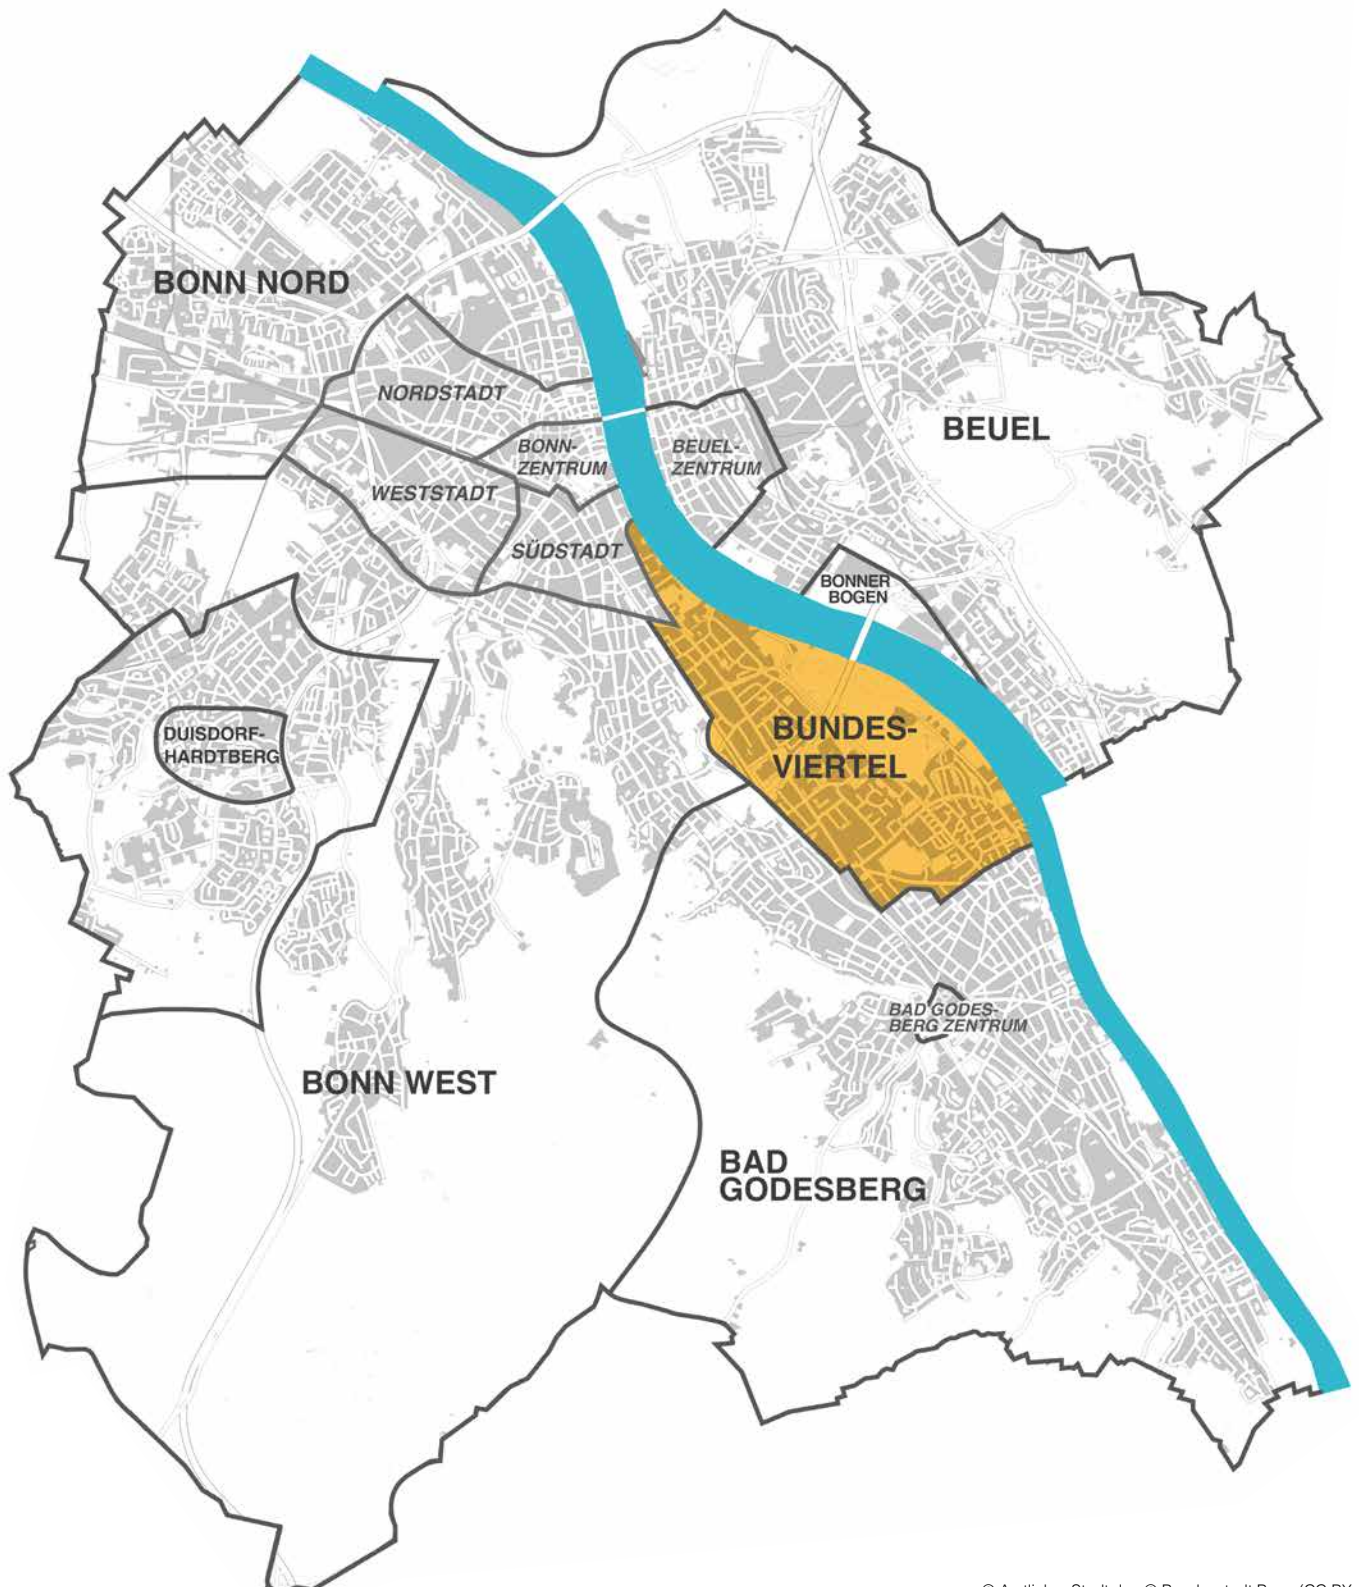 BONN NORD
NORDSTADT
BEUEL
BONN-
ZENTRUM
BEUEL-
ZENTRUM
WESTSTADT
SÜDSTADT
BONNER
BOGEN
DUISDORF-
HARDTBERG
BUNDES-
VIERTEL
BAD GODES-
BERG ZENTRUM
BONN WEST
BAD
GODESBERG